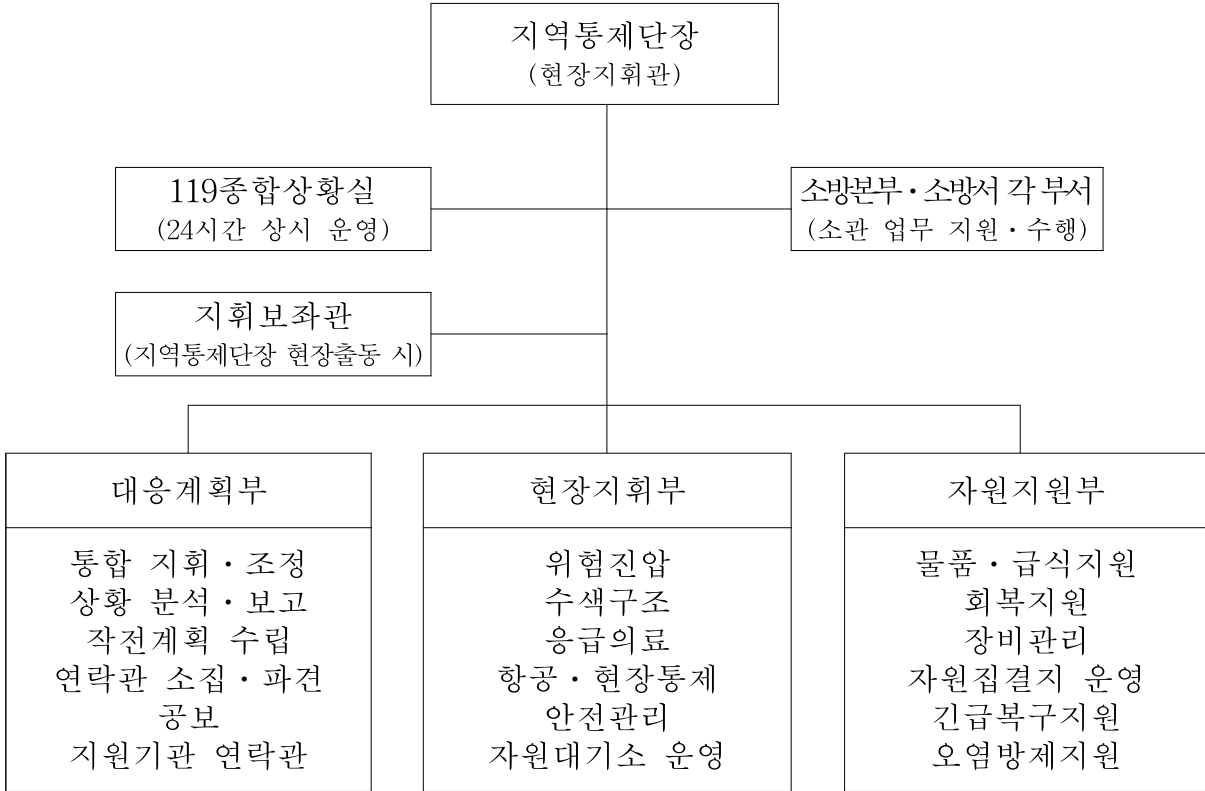 지역통제단장
(현장지휘관)
119종합상황실
(24시간 상시 운영)
소방본부・소방서 각 부서
(소관 업무 지원・수행)
지휘보좌관
(지역통제단장 현장출동 시)
대응계획부
통합 지휘・조정
상황 분석・보고
작전계획 수립
연락관 소집・파견
공보
지원기관 연락관
현장지휘부
위험진압
수색구조
응급의료
항공・현장통제
안전관리
자원대기소 운영
자원지원부
물품・급식지원
회복지원
장비관리
자원집결지 운영
긴급복구지원
오염방제지원